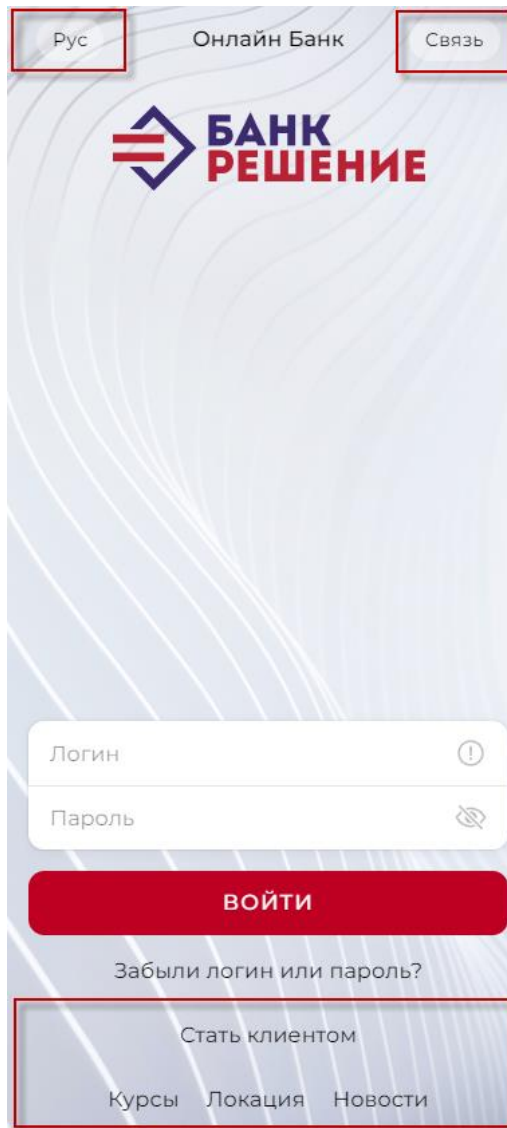 Рус Онлайн Банк Связь
БАНК
РЕШЕНИЕ
Логин
Пароль
ВОЙТИ
Забыли логин или пароль?
Стать клиентом
Курсы Локация Новости